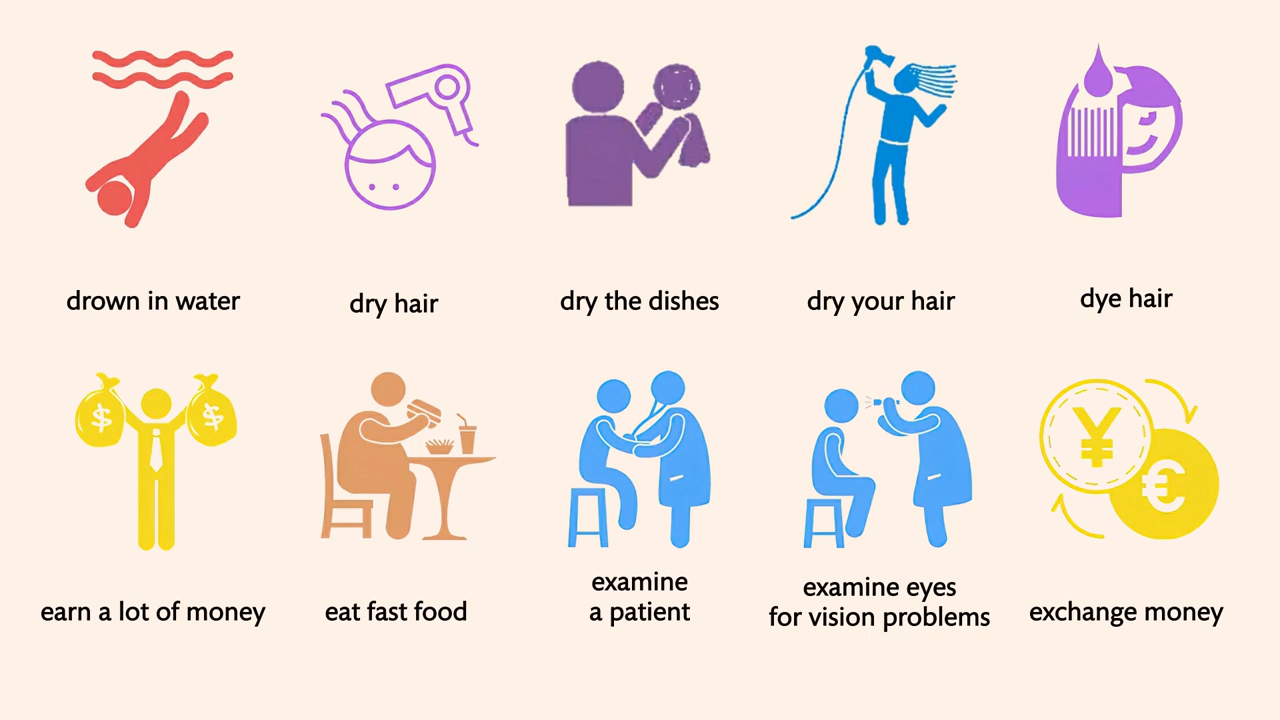 drown in water
dry hair
dry the dishes
dry your hair
dye hair
$
$
¥
€
earn a lot of money
eat fast food
examine
a patient
examine eyes
for vision problems
exchange money